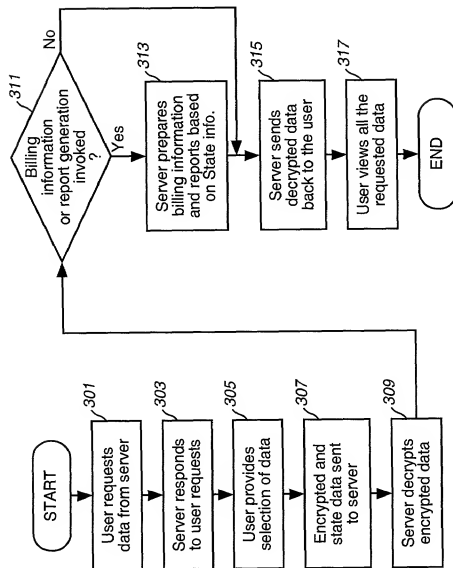 START
301
User requests
data from server
303
Server responds
to user requests
305
User provides
selection of data
307
Encrypted and
state data sent
to server
309
Server decrypts
encrypted data
311
Billing
information
or report generation
invoked
?
No
Yes
313
Server prepares
billing information
and reports based
on State info.
315
Server sends
decrypted data
back to the user
317
User views all the
requested data
END